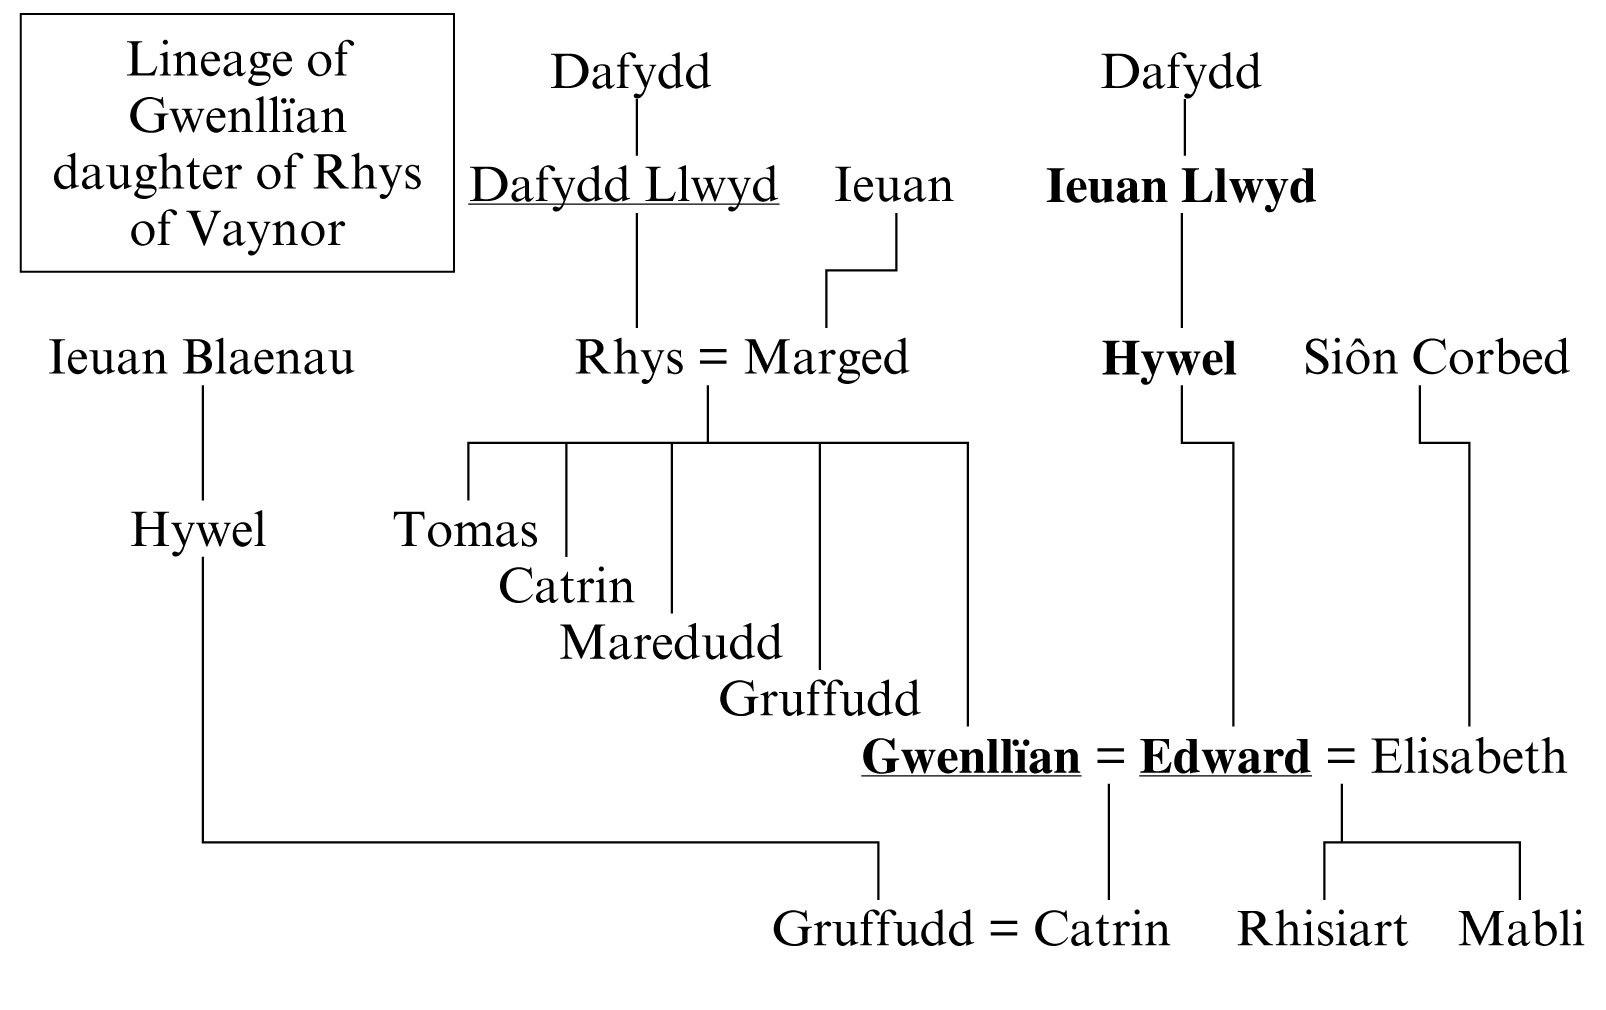 Lineage of
Gwenllïan
daughter of Rhys
of Vaynor
Dafydd Dafydd
Dafydd Llwyd Ieuan Ieuan Llwyd
Ieuan Blaenau Rhys = Marged Hywel Siôn Corbed
Hywel Tomas
Catrin
Maredudd
Gruffudd
Gwenllïan = Edward = Elisabeth
Gruffudd = Catrin Rhisiart Mabli